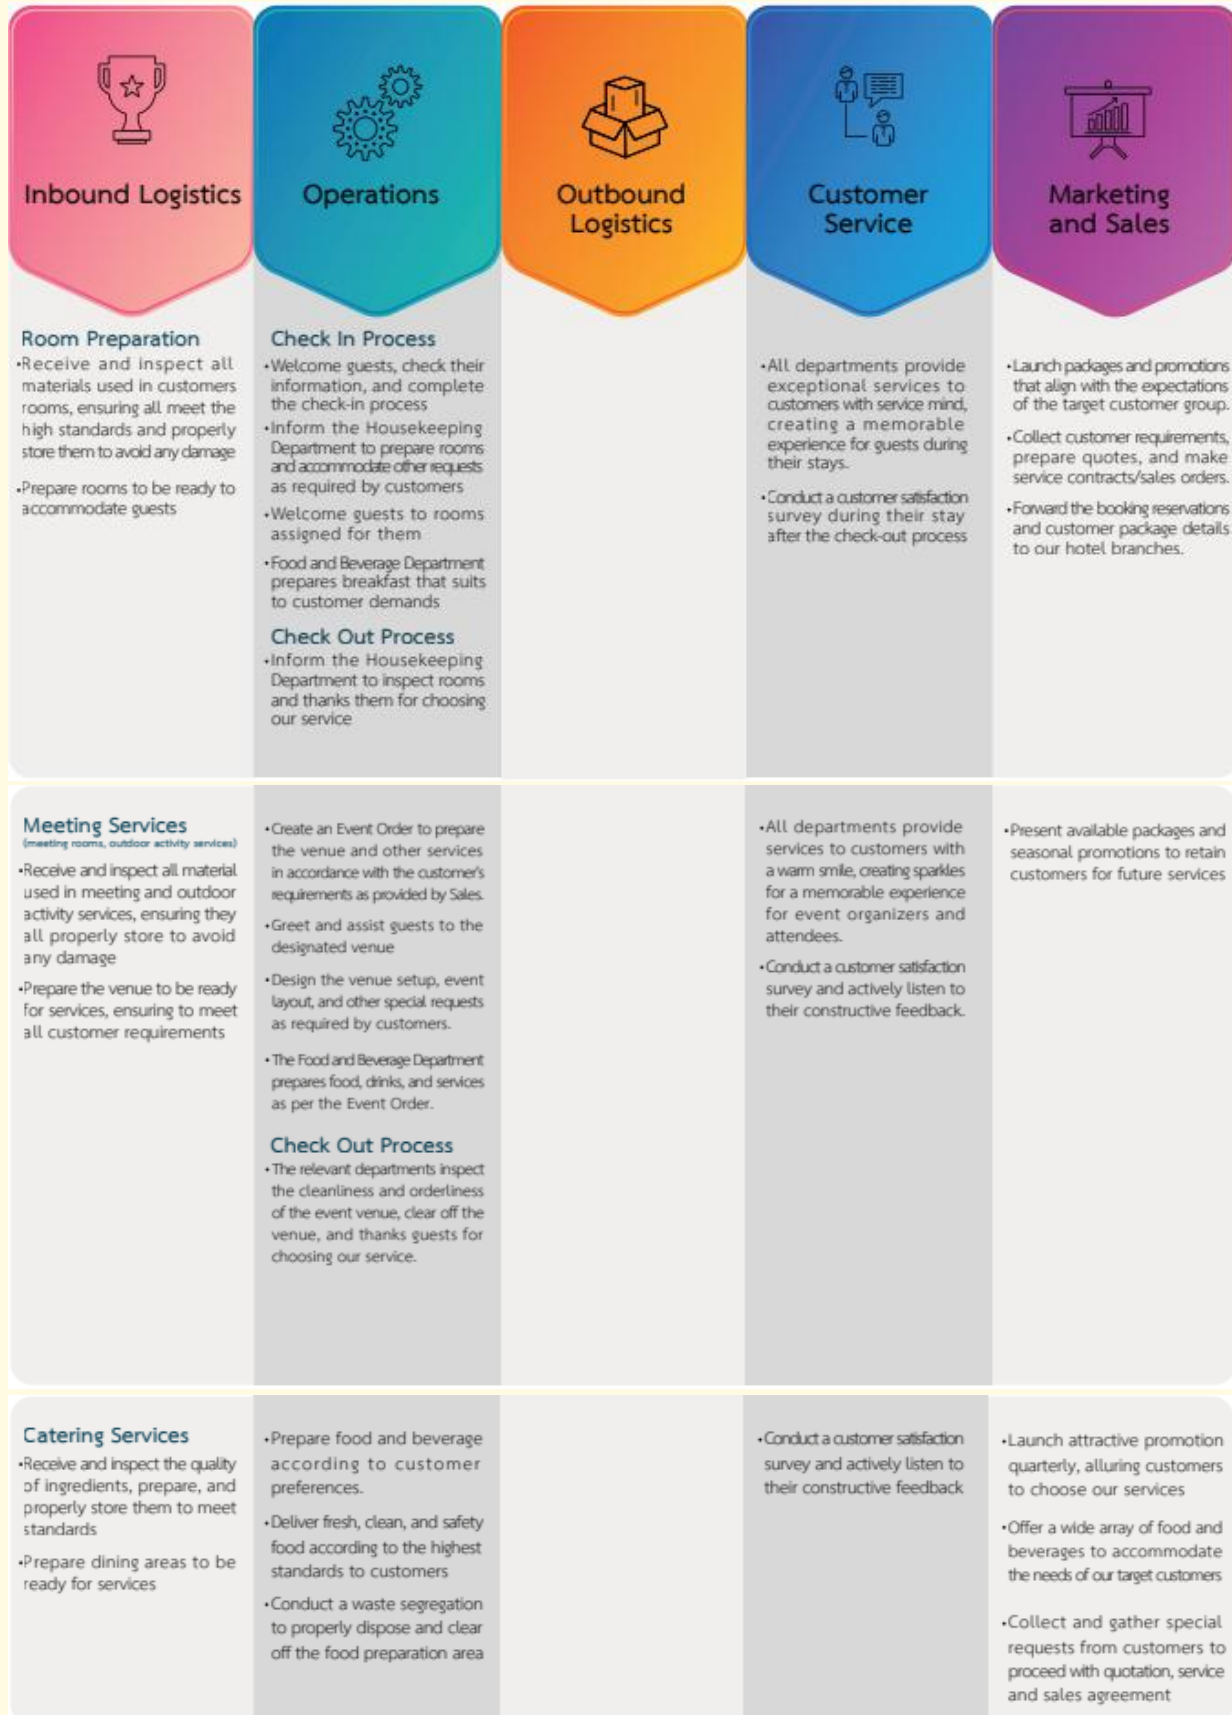 Inbound Logistics
Operations
Outbound
Logistics
Customer
Service
Marketing
and Sales
Room Preparation
•Receive and inspect all
materials used in customers
rooms, ensuring all meet the
high standards and properly
store them to avoid any damage
•Prepare rooms to be ready to
accommodate guests
Check In Process
•Welcome guests, check their
information, and complete
the check-in process
•Inform the Housekeeping
Department to prepare rooms
and accommodate other requests
as required by customers
•Welcome guests to rooms
assigned for them
•Food and Beverage Department
prepares breakfast that suits
to customer demands
Check Out Process
•Inform the Housekeeping
Department to inspect rooms
and thanks them for choosing
our service
•All departments provide
exceptional services to
customers with service mind,
creating a memorable
experience for guests during
their stays.
•Conduct a customer satisfaction
survey during their stay
after the check-out process
•Launch packages and promotions
that align with the expectations
of the target customer group.
•Collect customer requirements,
prepare quotes, and make
service contracts/sales orders.
•Forward the booking reservations
and customer package details
to our hotel branches.
Meeting Services
(meeting rooms, outdoor activity services)
•Receive and inspect all material
used in meeting and outdoor
activity services, ensuring they
all properly store to avoid
any damage
•Prepare the venue to be ready
for services, ensuring to meet
all customer requirements
•Create an Event Order to prepare
the venue and other services
in accordance with the customer's
requirements as provided by Sales.
•Greet and assist guests to the
designated venue
•Design the venue setup, event
layout, and other special requests
as required by customers.
•The Food and Beverage Department
prepares food, drinks, and services
as per the Event Order.
Check Out Process
•The relevant departments inspect
the cleanliness and orderliness
of the event venue, clear off the
venue, and thanks guests for
choosing our service.
•All departments provide
services to customers with
a warm smile, creating sparkles
for a memorable experience
for event organizers and
attendees.
•Conduct a customer satisfaction
survey and actively listen to
their constructive feedback.
•Present available packages and
seasonal promotions to retain
customers for future services
Catering Services
•Receive and inspect the quality
of ingredients, prepare, and
properly store them to meet
standards
•Prepare dining areas to be
ready for services
•Prepare food and beverage
according to customer
preferences.
•Deliver fresh, clean, and safety
food according to the highest
standards to customers
•Conduct a waste segregation
to properly dispose and clear
off the food preparation area
•Conduct a customer satisfaction
survey and actively listen to
their constructive feedback
•Launch attractive promotion
quarterly, alluring customers
to choose our services
•Offer a wide array of food and
beverages to accommodate
the needs of our target customers
•Collect and gather special
requests from customers to
proceed with quotation, service
and sales agreement